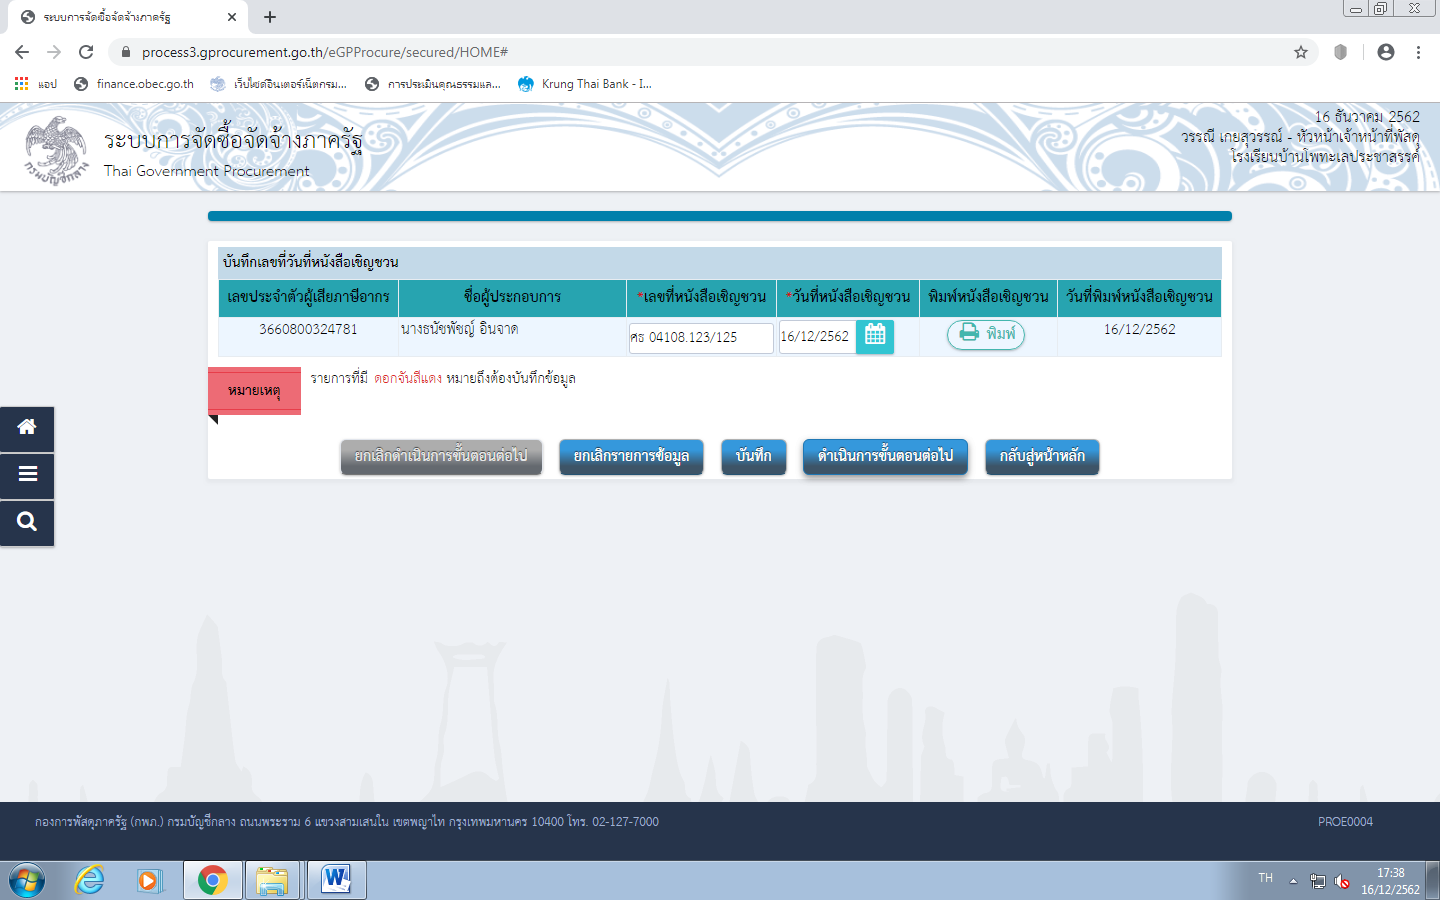 ระบบการจัดซื้อจัดจ้างภาครัฐ
process3.gprocurement.go.th/eGPProcure/secured/HOME#
แอป finance.obec.go.th เว็บไซต์อินเตอร์เน็ตกรม... การประเมินคุณธรรมแล... Krung Thai Bank - I...
ระบบการจัดซื้อจัดจ้างภาครัฐ
Thai Government Procurement
กรมบัญชีกลาง
16 ธันวาคม 2562
วรรณี เกยสุวรรณ์ - หัวหน้าเจ้าหน้าที่พัสดุ
โรงเรียนบ้านโพทะเลประชาสรรค์
บันทึกเลขที่วันที่หนังสือเชิญชวน
เลขประจำตัวผู้เสียภาษีอากร ชื่อผู้ประกอบการ *เลขที่หนังสือเชิญชวน *วันที่หนังสือเชิญชวน พิมพ์หนังสือเชิญชวน วันที่พิมพ์หนังสือเชิญชวน
3660800324781 นางธนัชพัชญ์ อินจาด ศธ 04108.123/125 16/12/2562 พิมพ์ 16/12/2562
หมายเหตุ รายการที่มี ดอกจันสีแดง หมายถึงต้องบันทึกข้อมูล
ยกเลิกดำเนินการขั้นตอนต่อไป ยกเลิกรายการข้อมูล บันทึก ดำเนินการขั้นตอนต่อไป กลับสู่หน้าหลัก
กองการพัสดุภาครัฐ (กพภ.) กรมบัญชีกลาง ถนนพระราม 6 แขวงสามเสนใน เขตพญาไท กรุงเทพมหานคร 10400 โทร. 02-127-7000 PROE0004
TH 17:38
16/12/2562